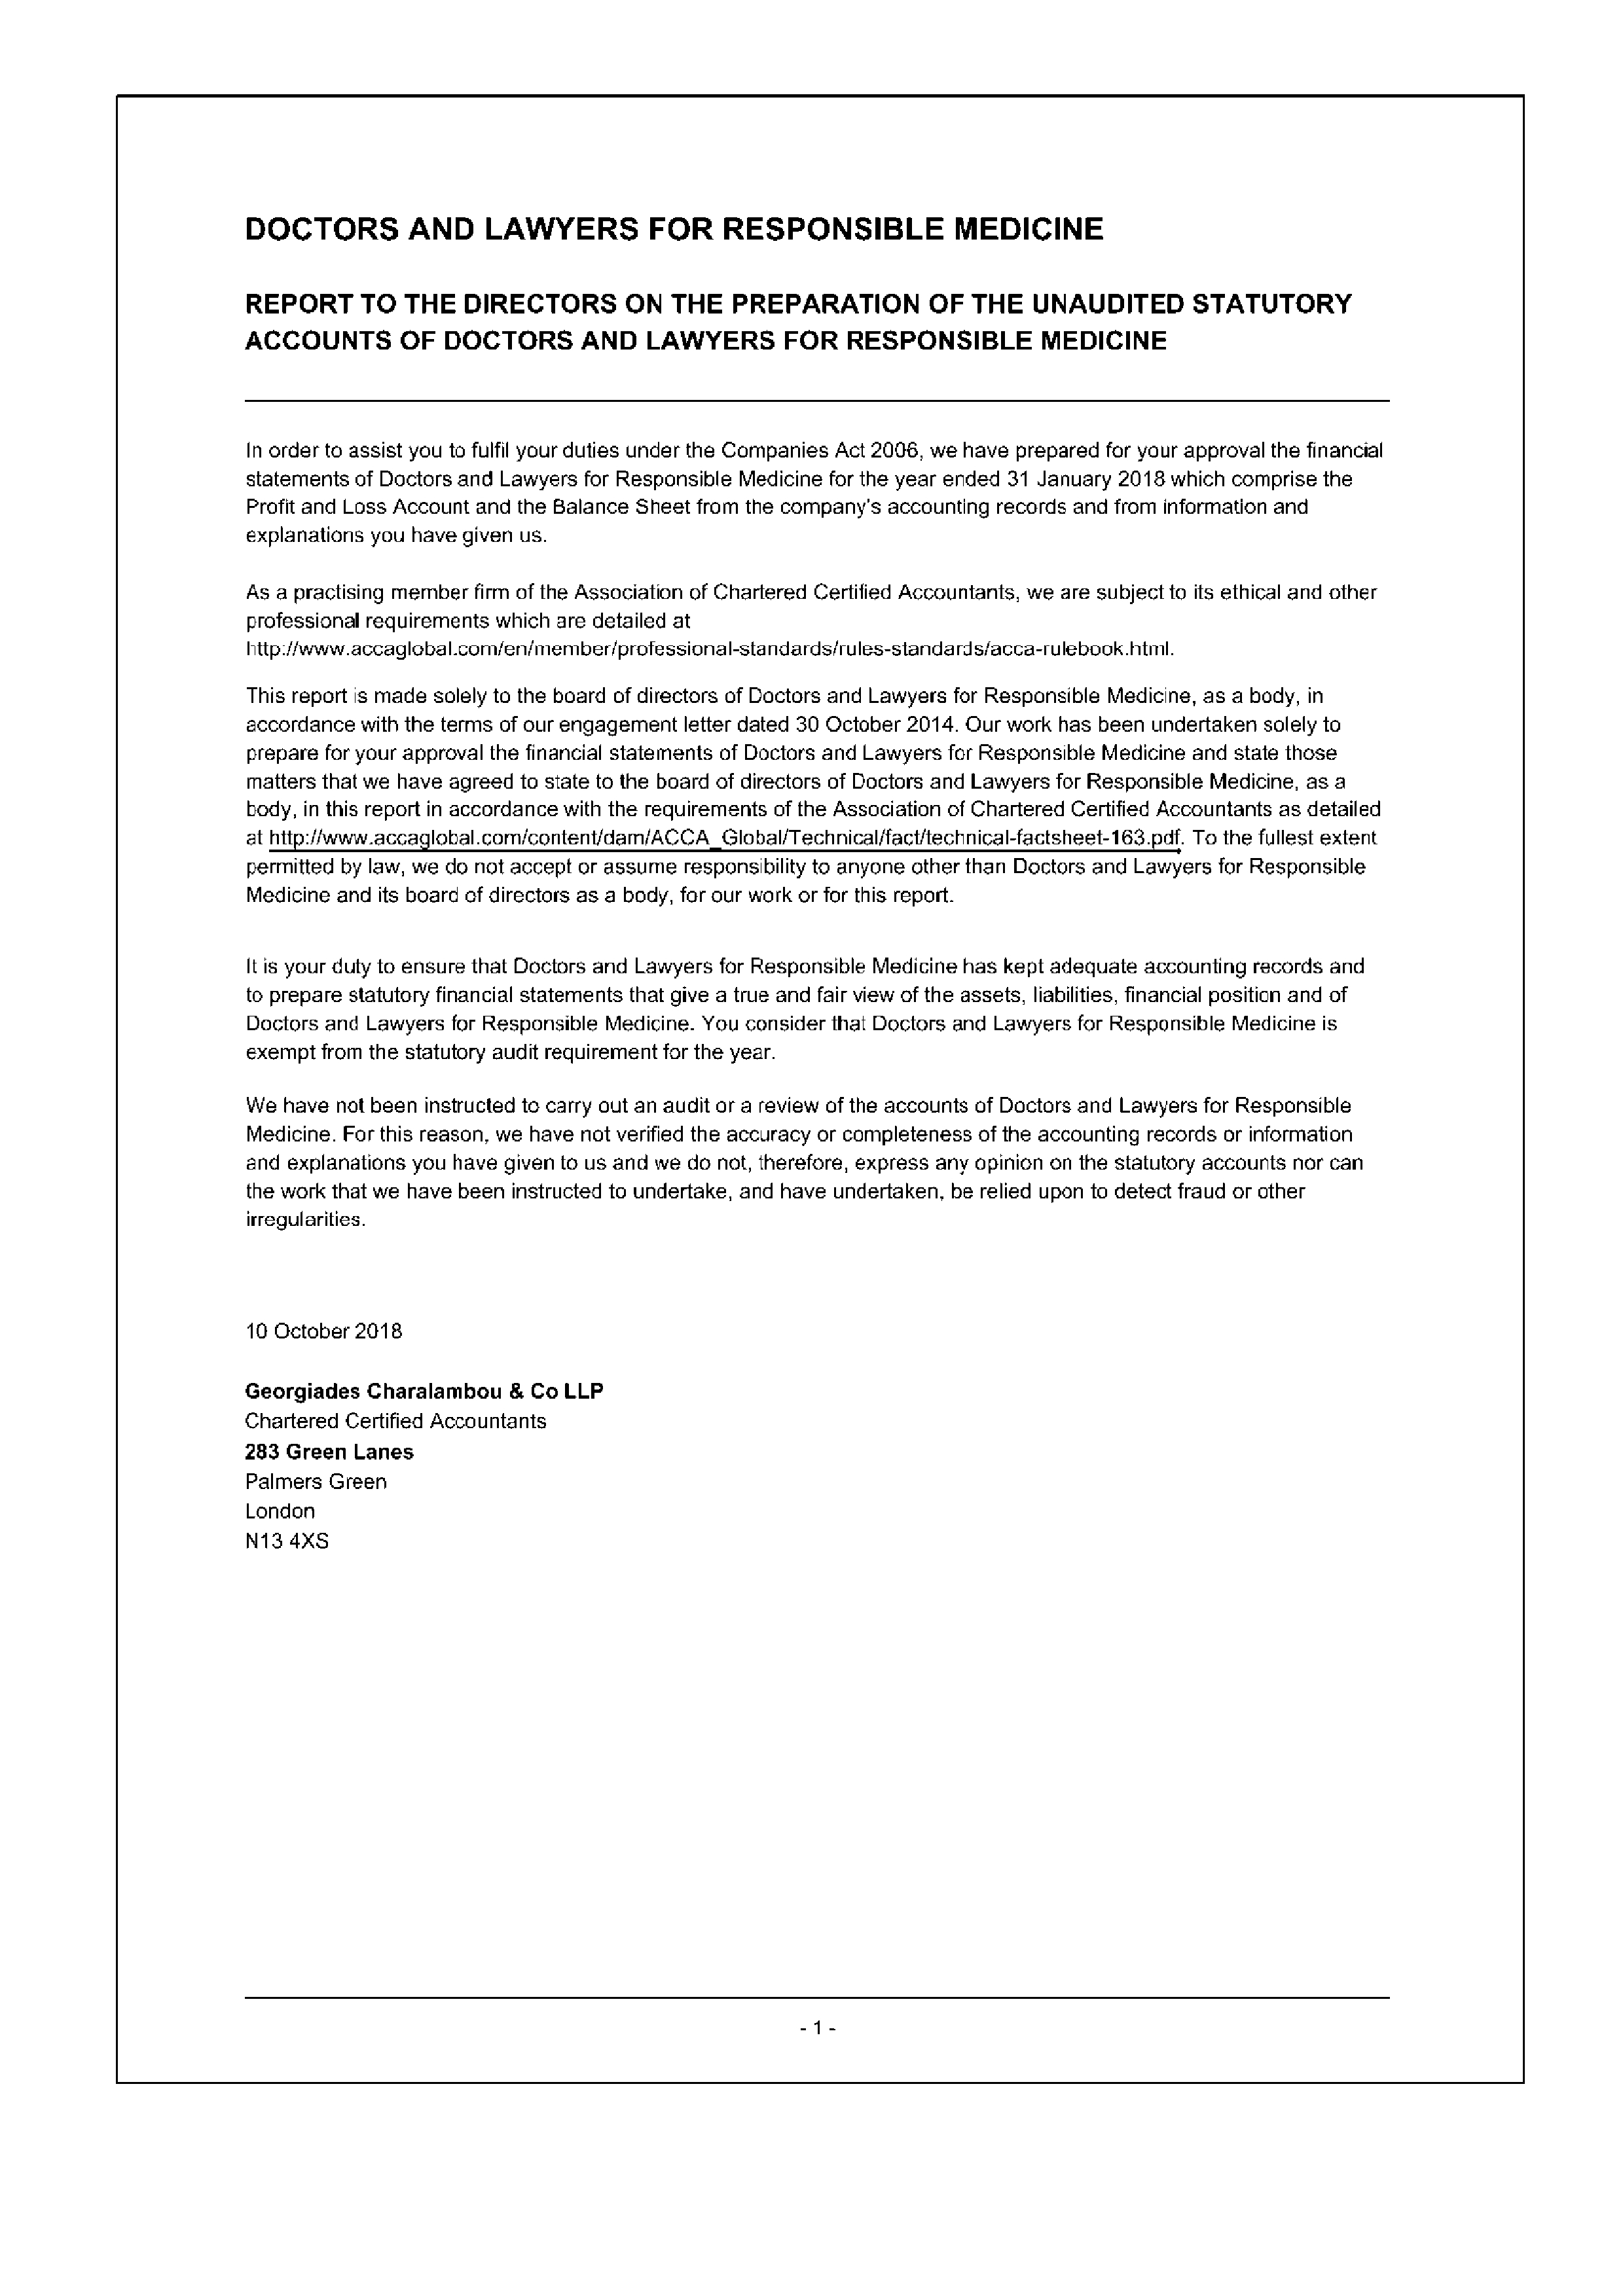 DOCTORS AND LAWYERS FOR RESPONSIBLE MEDICINE
REPORT TO THE DIRECTORS ON THE PREPARATION OF THE UNAUDITED STATUTORY
ACCOUNTS OF DOCTORS AND LAWYERS FOR RESPONSIBLE MEDICINE
In order to assist you to fulfil your duties under the Companies Act 2006, we have prepared for your approval the financial
statements of Doctors and Lawyers for Responsible Medicine for the year ended 31 January 2018 which comprise the
Profit and Loss Account and the Balance Sheet from the company's accounting records and from information and
explanations you have given us.
As a practising member firm of the Association of Chartered Certified Accountants, we are subject to its ethical and other
professional requirements which are detailed at
http://www.accaglobal.com/en/member/professional-standards/rules-standards/acca-rulebook.html.
This report is made solely to the board of directors of Doctors and Lawyers for Responsible Medicine, as a body, in
accordance with the terms of our engagement letter dated 30 October 2014. Our work has been undertaken solely to
prepare for your approval the financial statements of Doctors and Lawyers for Responsible Medicine and state those
matters that we have agreed to state to the board of directors of Doctors and Lawyers for Responsible Medicine, as a
body, in this report in accordance with the requirements of the Association of Chartered Certified Accountants as detailed
at http://www.accaglobal.com/content/dam/ACCA_Global/Technical/fact/technical-factsheet-163.pdf. To the fullest extent
permitted by law, we do not accept or assume responsibility to anyone other than Doctors and Lawyers for Responsible
Medicine and its board of directors as a body, for our work or for this report.
It is your duty to ensure that Doctors and Lawyers for Responsible Medicine has kept adequate accounting records and
to prepare statutory financial statements that give a true and fair view of the assets, liabilities, financial position and of
Doctors and Lawyers for Responsible Medicine. You consider that Doctors and Lawyers for Responsible Medicine is
exempt from the statutory audit requirement for the year.
We have not been instructed to carry out an audit or a review of the accounts of Doctors and Lawyers for Responsible
Medicine. For this reason, we have not verified the accuracy or completeness of the accounting records or information
and explanations you have given to us and we do not, therefore, express any opinion on the statutory accounts nor can
the work that we have been instructed to undertake, and have undertaken, be relied upon to detect fraud or other
irregularities.
10 October 2018
Georgiades Charalambou & Co LLP
Chartered Certified Accountants
283 Green Lanes
Palmers Green
London
N13 4XS
- 1 -